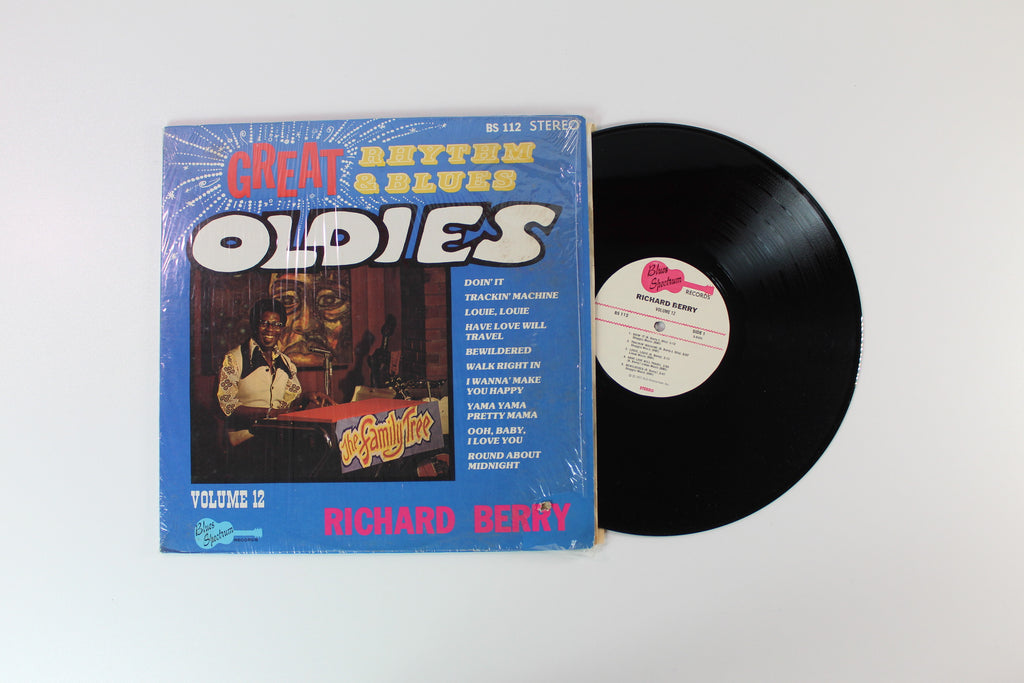 BS 112 STEREO
GREAT RHYTHM
& BLUES
OLDIES
DOIN' IT
TRACKIN' MACHINE
LOUIE, LOUIE
HAVE LOVE WILL
TRAVEL
BEWILDERED
WALK RIGHT IN
I WANNA' MAKE
YOU HAPPY
YAMA YAMA
PRETTY MAMA
OOH, BABY,
I LOVE YOU
ROUND ABOUT
MIDNIGHT
The Family Tree
VOLUME 12
RICHARD BERRY
Blues
Spectrum
RECORDS
Blues
Spectrum
RECORDS
RICHARD BERRY
VOLUME 12
BS 112
SIDE 1
STEREO